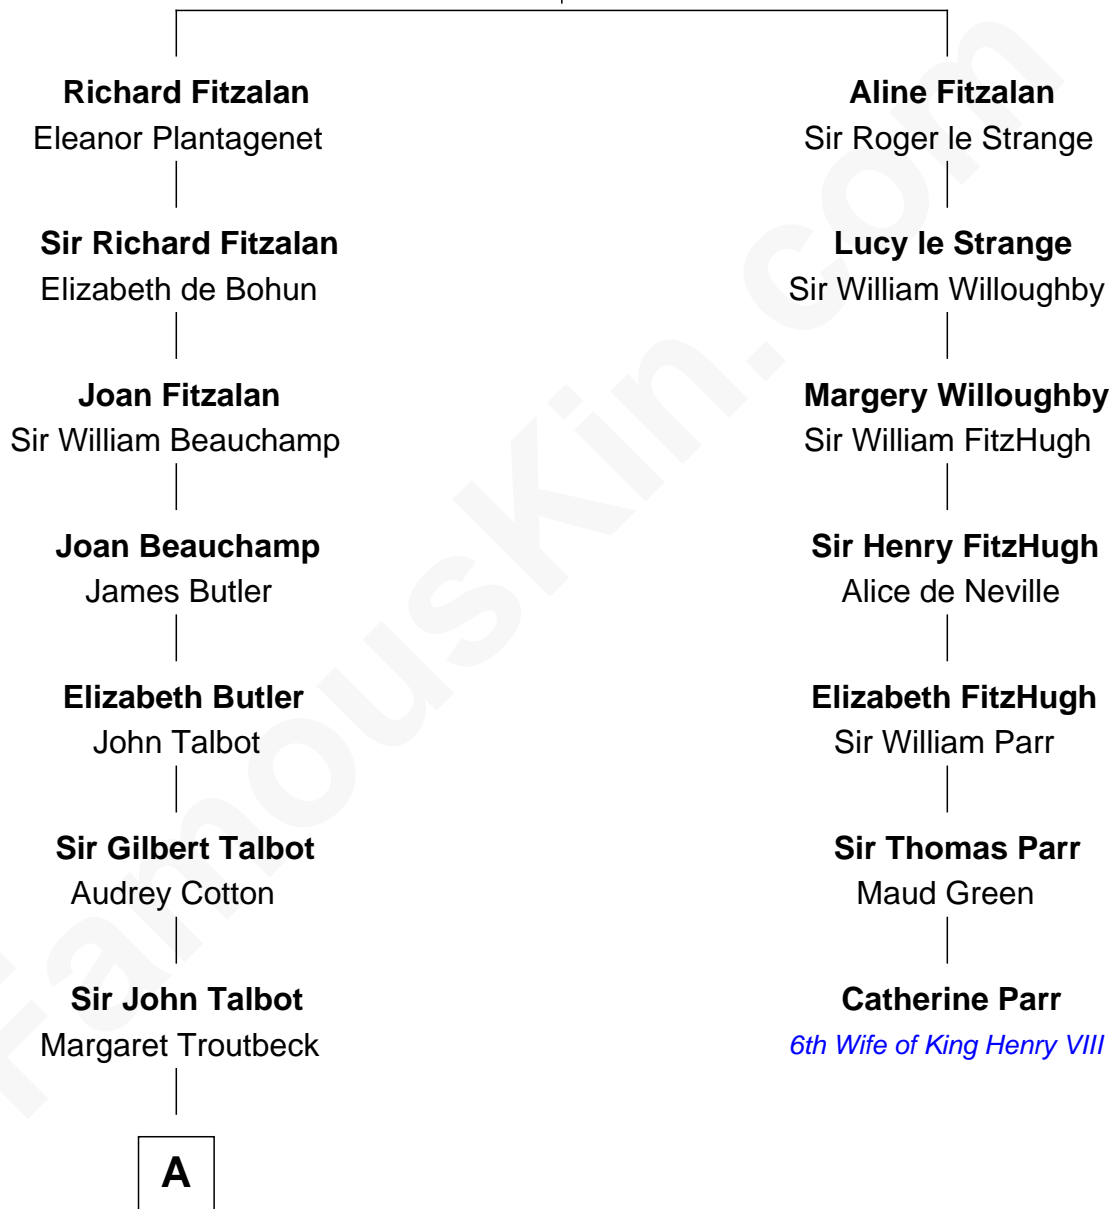 Richard Fitzalan
Eleanor Plantagenet
Sir Richard Fitzalan
Elizabeth de Bohun
Joan Fitzalan
Sir William Beauchamp
Joan Beauchamp
James Butler
Elizabeth Butler
John Talbot
Sir Gilbert Talbot
Audrey Cotton
Sir John Talbot
Margaret Troutbeck
A
Aline Fitzalan
Sir Roger le Strange
Lucy le Strange
Sir William Willoughby
Margery Willoughby
Sir William FitzHugh
Sir Henry FitzHugh
Alice de Neville
Elizabeth FitzHugh
Sir William Parr
Sir Thomas Parr
Maud Green
Catherine Parr
6th Wife of King Henry VIII
FamousKin.com